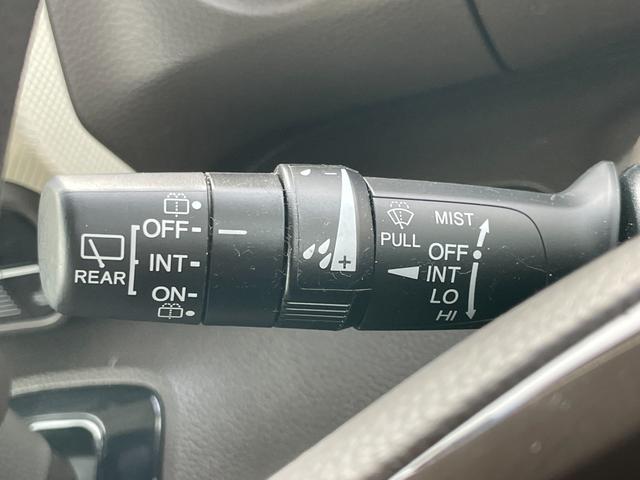 OFF
INT
ON
REAR
- +
PULL
MIST
OFF
INT
LO
HI